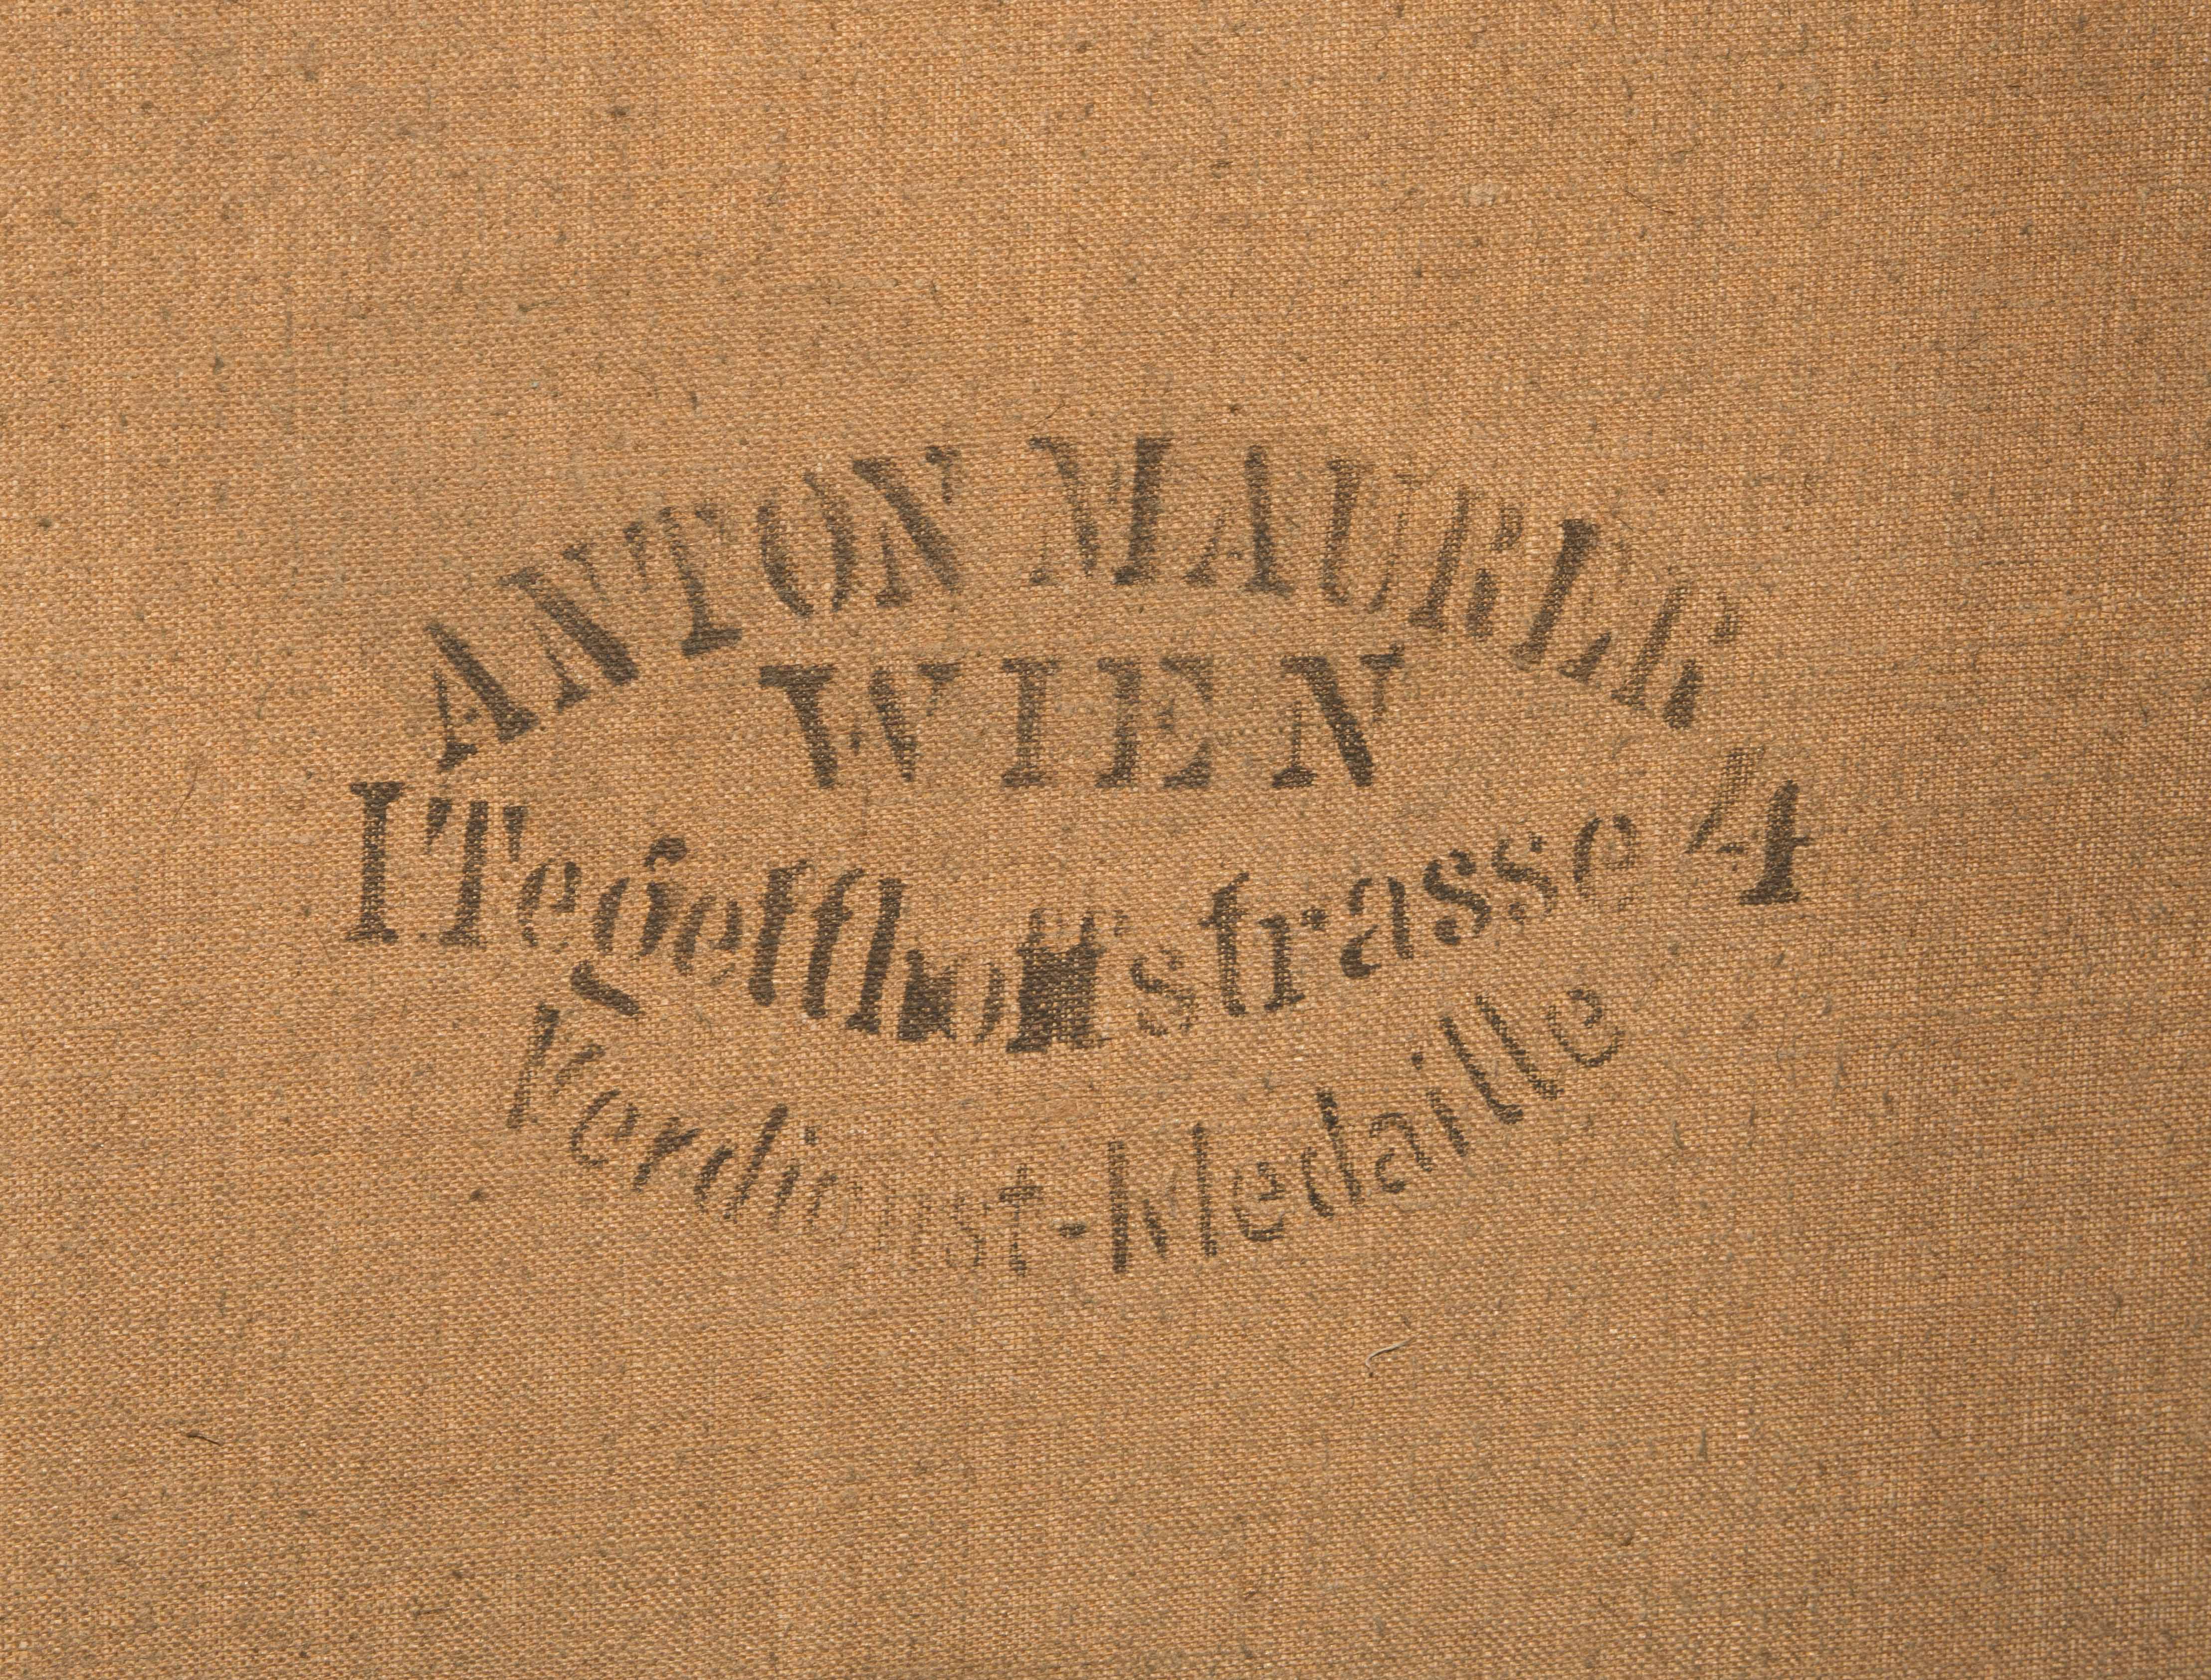 ANTON MAURER
WIEN
I Tegetthoffstrasse 4
Verdienst-Medaille